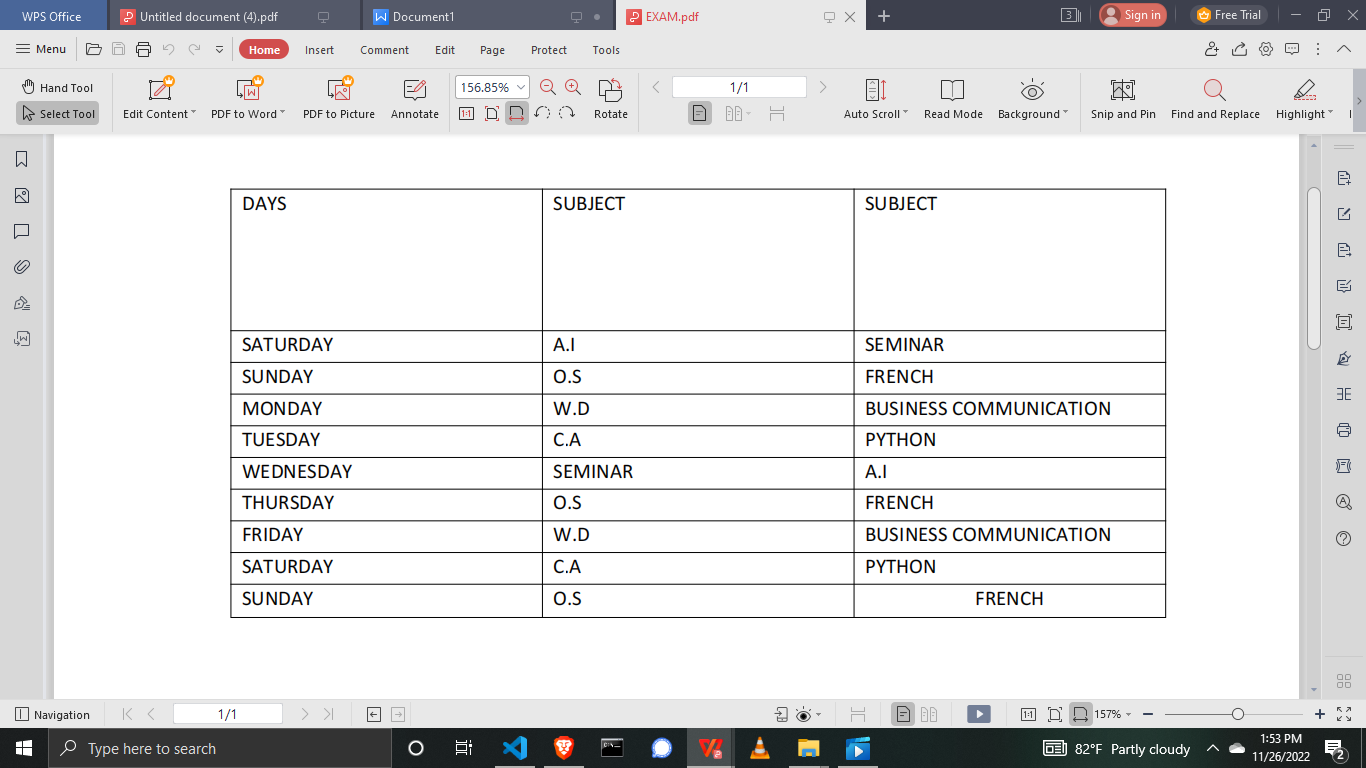 WPS Office Untitled document (4).pdf Document1 EXAM.pdf 3 Sign in Free Trial
Menu Home Insert Comment Edit Page Protect Tools
Hand Tool 156.85% 1/1
Select Tool Edit Content PDF to Word PDF to Picture Annotate 1:1 Rotate Auto Scroll Read Mode Background Snip and Pin Find and Replace Highlight
DAYS SUBJECT SUBJECT
SATURDAY A.I SEMINAR
SUNDAY O.S FRENCH
MONDAY W.D BUSINESS COMMUNICATION
TUESDAY C.A PYTHON
WEDNESDAY SEMINAR A.I
THURSDAY O.S FRENCH
FRIDAY W.D BUSINESS COMMUNICATION
SATURDAY C.A PYTHON
SUNDAY O.S FRENCH
Navigation 1/1 1:1 157%
Type here to search 82°F Partly cloudy 1:53 PM
11/26/2022 2